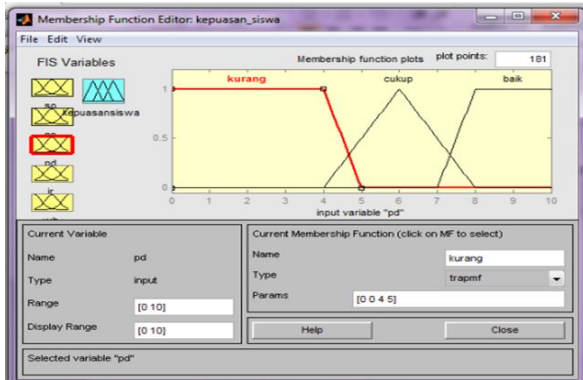 Membership Function Editor: kepuasan_siswa
File Edit View
FIS Variables
Membership function plots
plot points:
181
sp
kepuasansiswa
pd
ir
kurang
cukup
baik
1
0.5
0
0 1 2 3 4 5 6 7 8 9 10
input variable "pd"
Current Variable
Name pd
Type input
Range [0 10]
Display Range [0 10]
Current Membership Function (click on MF to select)
Name kurang
Type trapmf
Params [0 0 4 5]
Help
Close
Selected variable "pd"